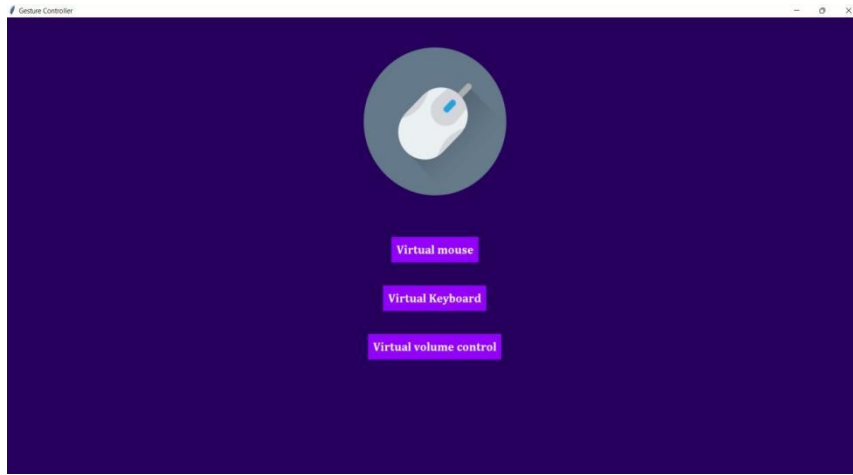 Gesture Controller
Virtual mouse
Virtual Keyboard
Virtual volume control